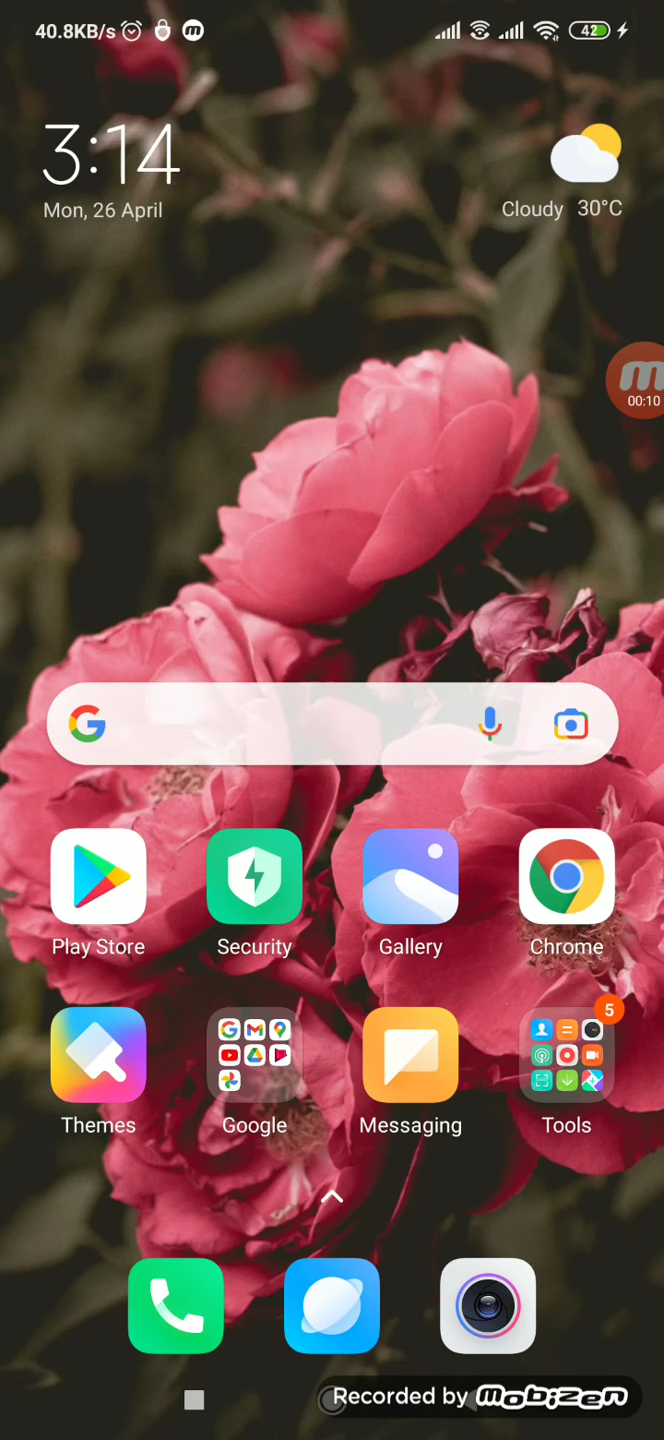 40.8KB/s
42
3:14
Mon, 26 April
Cloudy 30°C
00:10
Play Store
Security
Gallery
Chrome
5
Themes
Google
Messaging
Tools
Recorded by mobizen